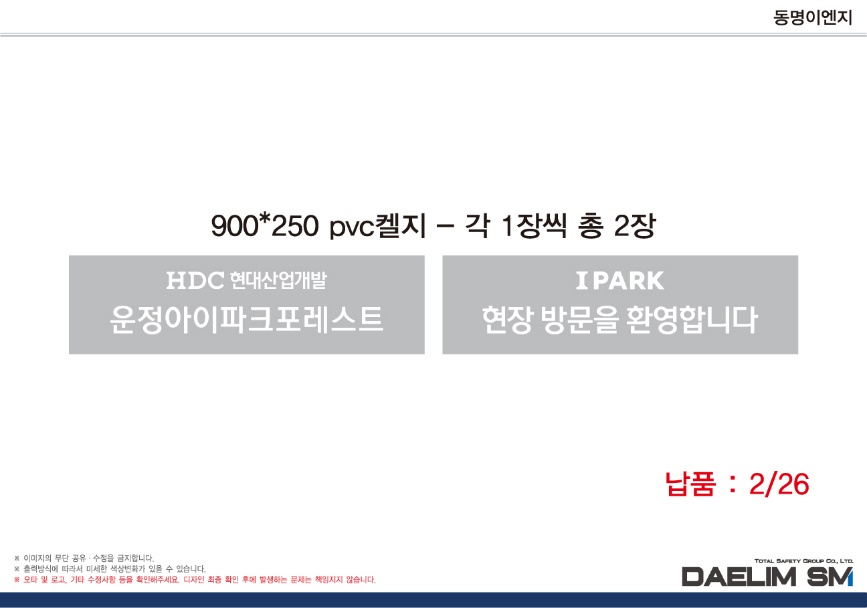 동명이엔지
900*250 pvc켈지 – 각 1장씩 총 2장
HDC 현대산업개발
운정아이파크포레스트
I PARK
현장 방문을 환영합니다
납품 : 2/26
※ 이미지의 무단 공유 · 수정을 금지합니다.
※ 출력방식에 따라서 미세한 색상변화가 있을 수 있습니다.
※ 오타 및 로고, 기타 수정사항 등을 확인해주세요. 디자인 최종 확인 후에 발생하는 문제는 책임지지 않습니다.
TOTAL SAFETY GROUP CO., LTD.
DAELIM SM